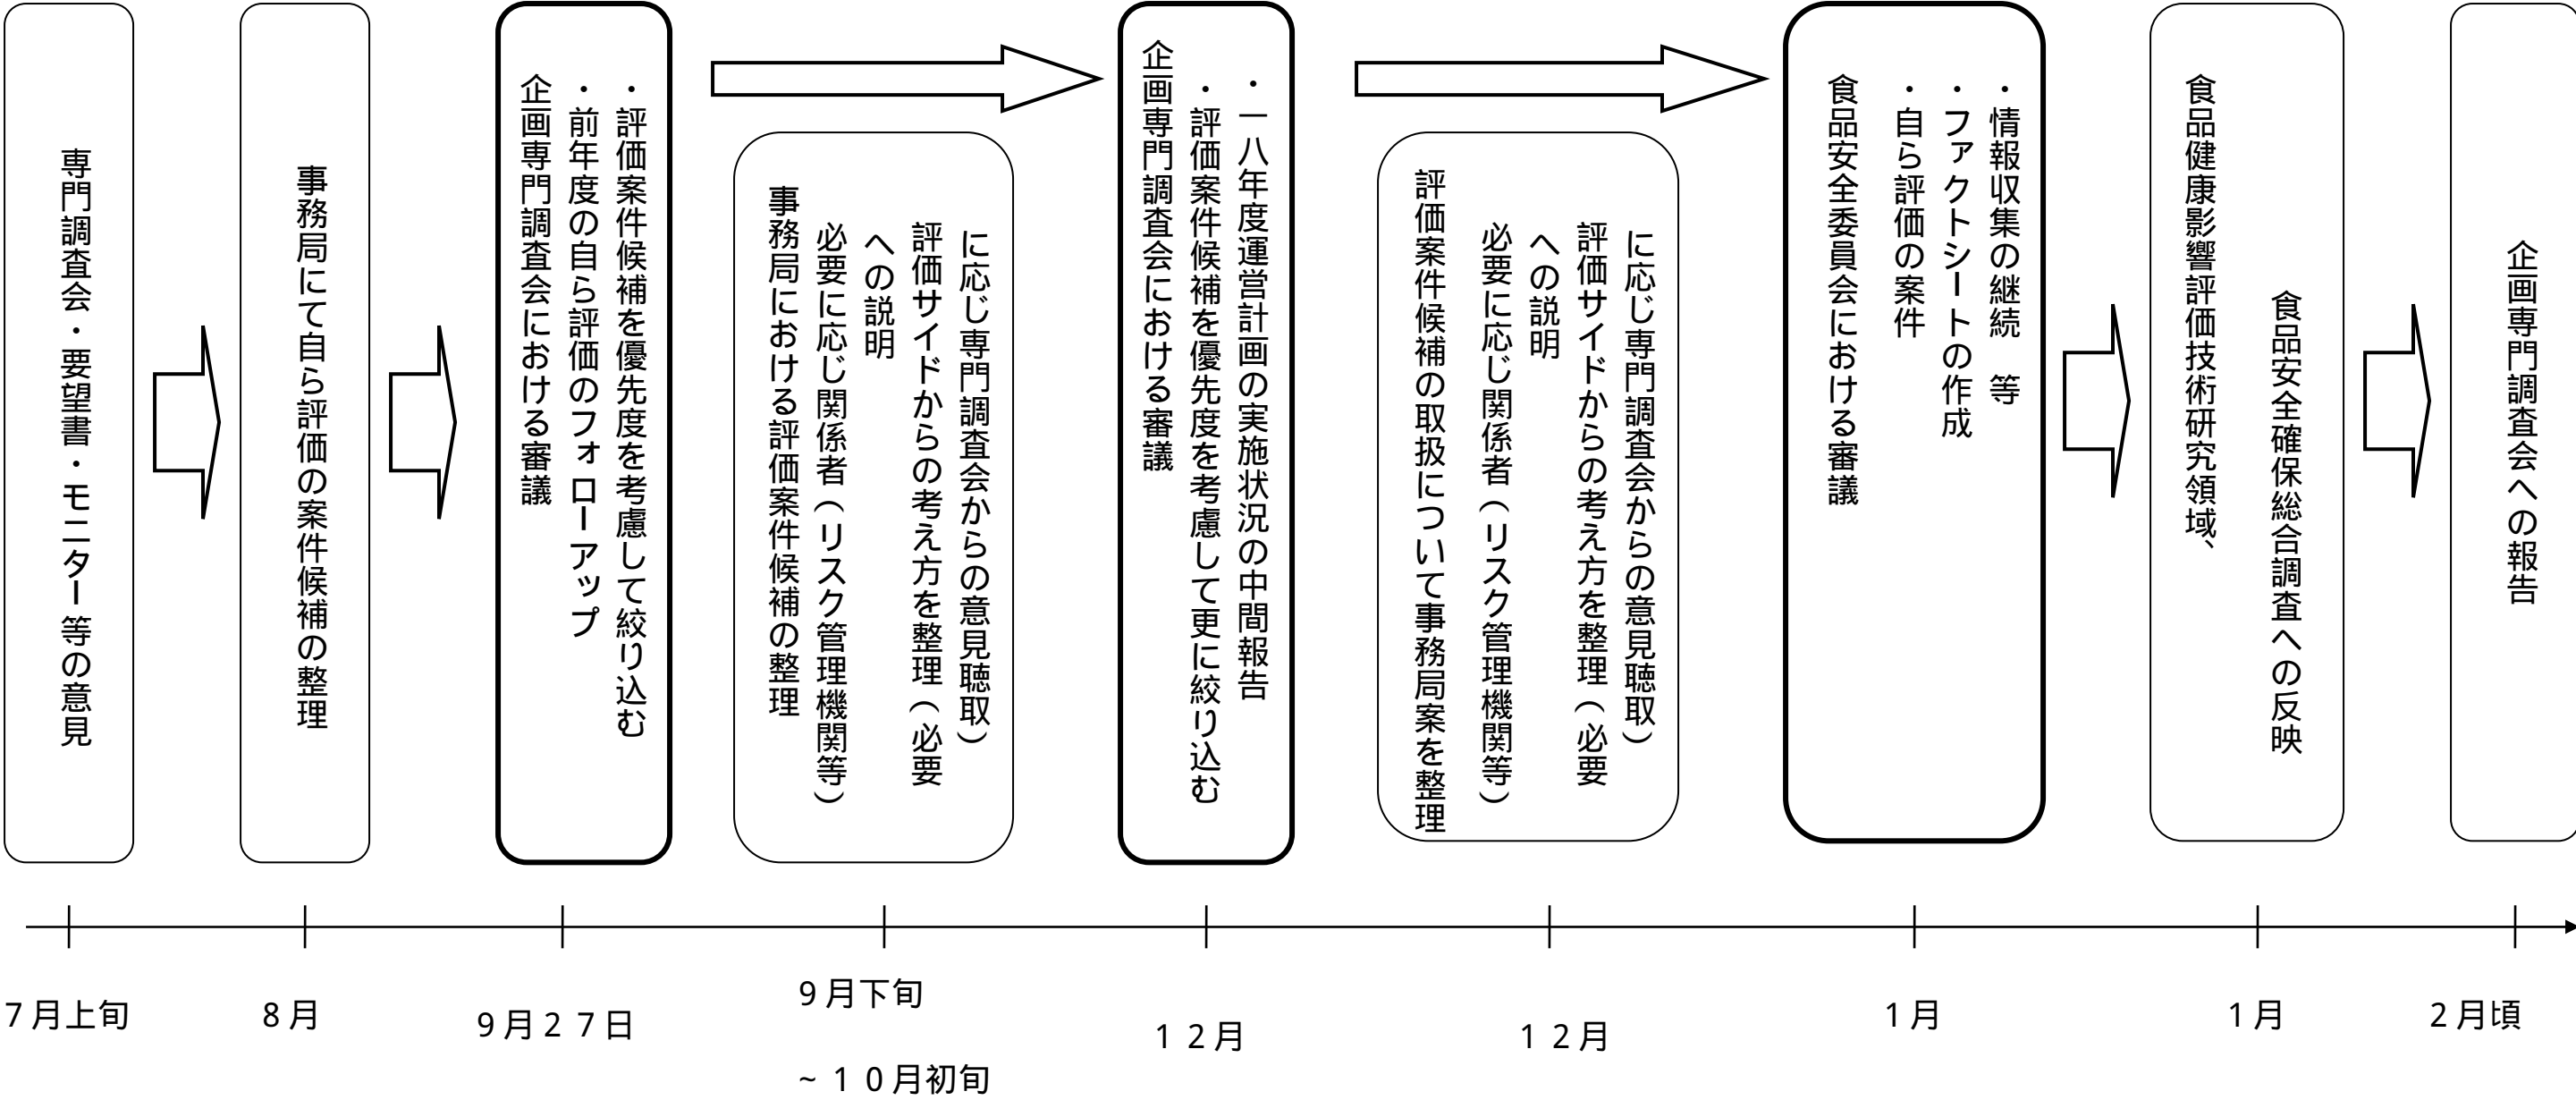 専門調査会・要望書・モニター等の意見
事務局にて自ら評価の案件候補の整理
企画専門調査会における審議
・前年度の自ら評価のフォローアップ
・評価案件候補を優先度を考慮して絞り込む
事務局における評価案件候補の整理
必要に応じ関係者（リスク管理機関等）
への説明
評価サイドからの考え方を整理（必要
に応じ専門調査会からの意見聴取）
企画専門調査会における審議
・評価案件候補を優先度を考慮して更に絞り込む
・一八年度運営計画の実施状況の中間報告
評価案件候補の取扱について事務局案を整理
必要に応じ関係者（リスク管理機関等）
への説明
評価サイドからの考え方を整理（必要
に応じ専門調査会からの意見聴取）
食品安全委員会における審議
・自ら評価の案件
・ファクトシートの作成
・情報収集の継続　等
食品健康影響評価技術研究領域、
食品安全確保総合調査への反映
企画専門調査会への報告
7月上旬
8月
9月２７日
9月下旬
~１０月初旬
１２月
１２月
1月
1月
2月頃